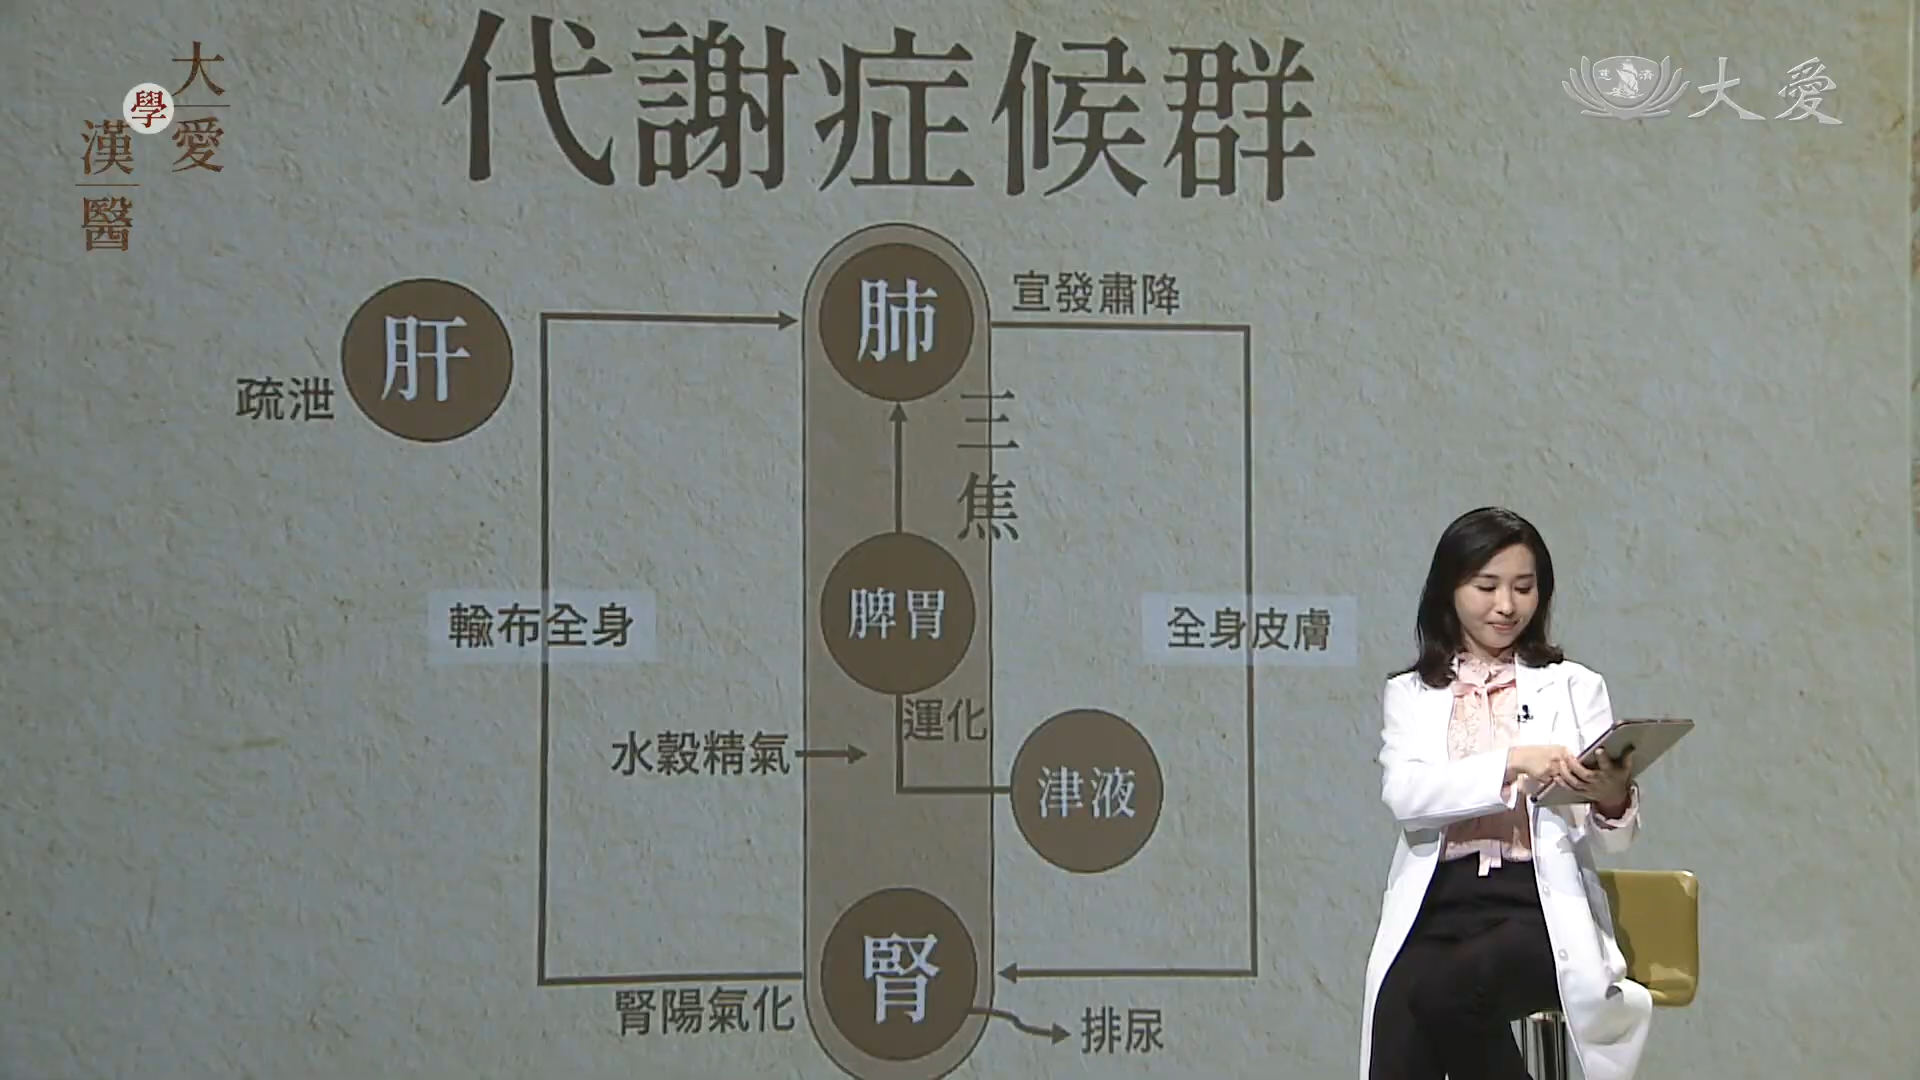 代謝症候群
大愛
學
漢醫
慈濟
大愛
肺
宣發肅降
肝
疏泄
三焦
脾胃
輸布全身
全身皮膚
運化
水穀精氣
津液
腎
腎陽氣化
排尿